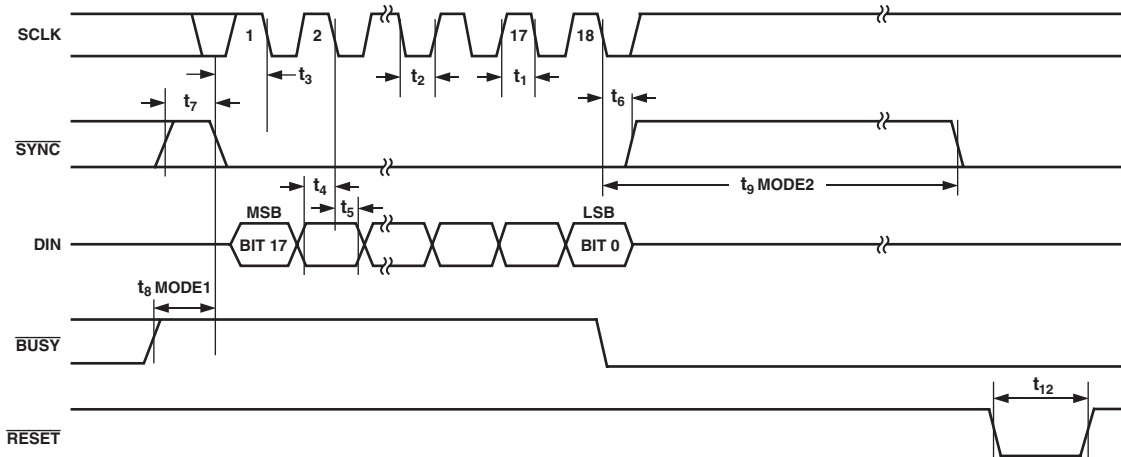 SCLK
1
2
17
18
t3
t2
t1
t7
t6
SYNC
t4
t9 MODE2
t5
MSB
LSB
DIN
BIT 17
BIT 0
t8 MODE1
BUSY
t12
RESET